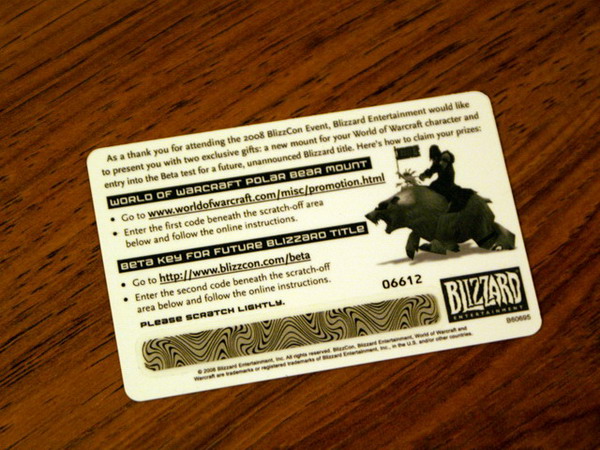 As a thank you for attending the 2008 BlizzCon Event, Blizzard Entertainment would like
to present you with two exclusive gifts: a new mount for your World of Warcraft character and
entry into the Beta test for a future, unannounced Blizzard title. Here's how to claim your prizes:
WORLD OF WARCRAFT POLAR BEAR MOUNT
• Go to www.worldofwarcraft.com/misc/promotion.html
• Enter the first code beneath the scratch-off area
below and follow the online instructions.
BETA KEY FOR FUTURE BLIZZARD TITLE
• Go to http://www.blizzcon.com/beta
• Enter the second code beneath the scratch-off
area below and follow the online instructions.
PLEASE SCRATCH LIGHTLY.
06612
BLIZZARD
ENTERTAINMENT
980695
© 2008 Blizzard Entertainment, Inc. All rights reserved. BlizzCon, Blizzard Entertainment, World of Warcraft and
Warcraft are trademarks or registered trademarks of Blizzard Entertainment, Inc., in the U.S. and/or other countries.